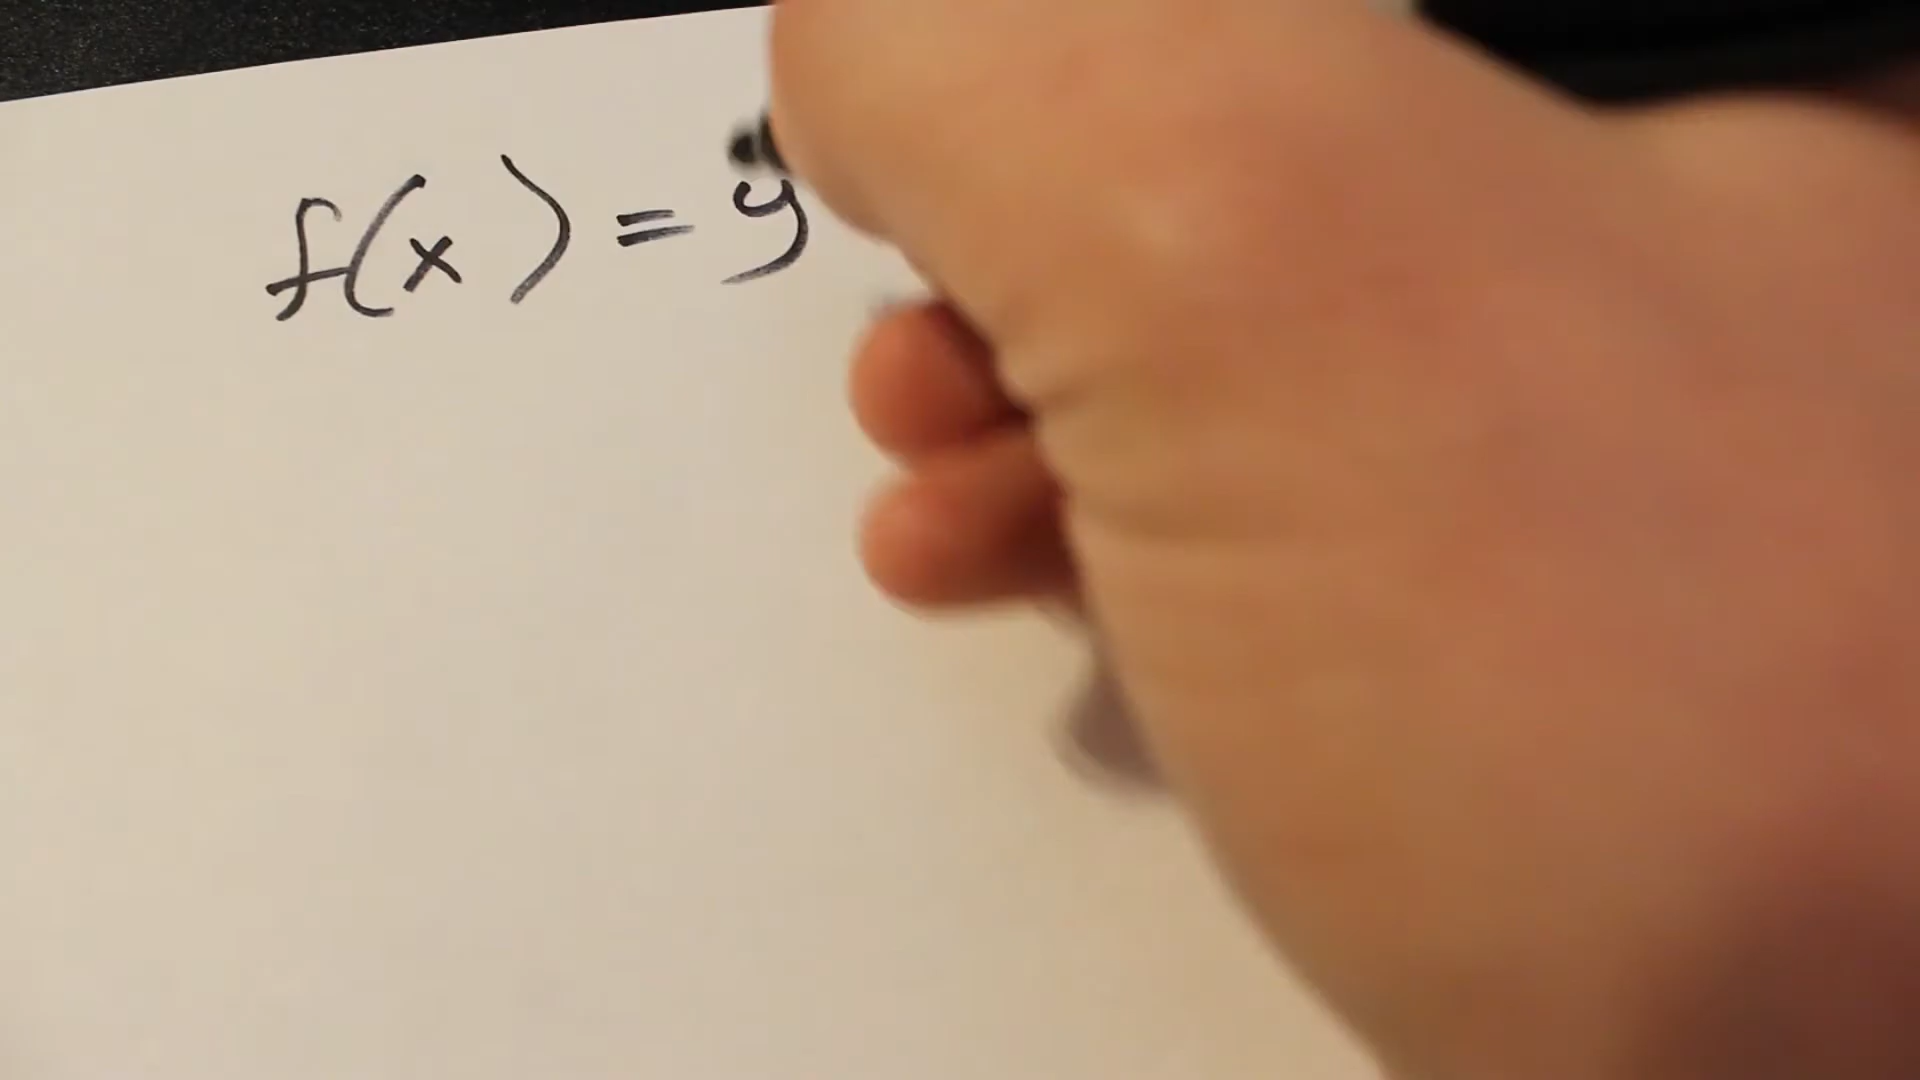 f(x) = y